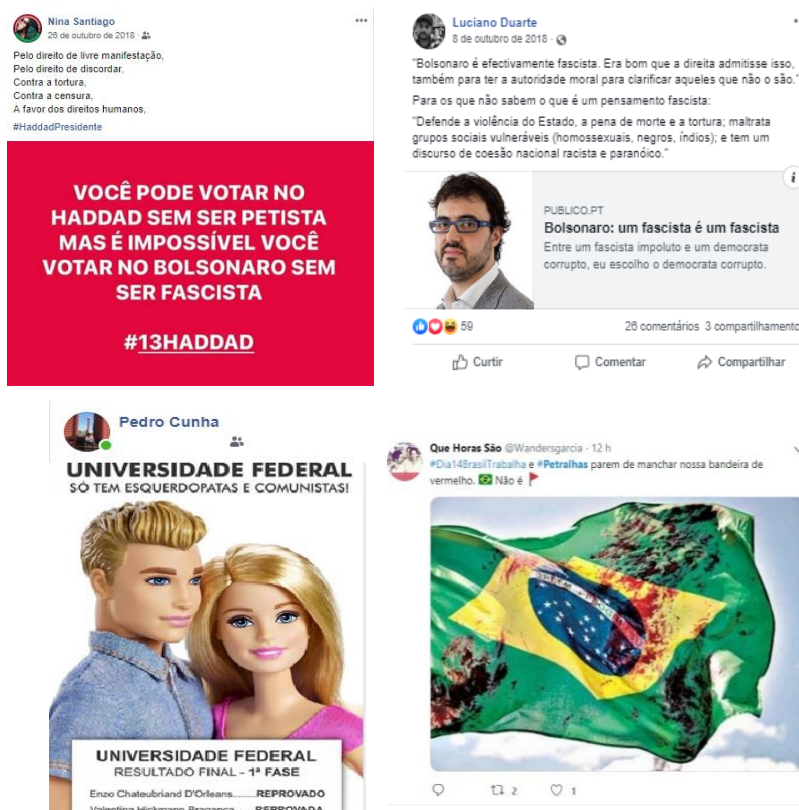 Nina Santiago
26 de outubro de 2018 ·
Pelo direito de livre manifestação,
Pelo direito de discordar,
Contra a tortura,
Contra a censura,
A favor dos direitos humanos,
#HaddadPresidente
VOCÊ PODE VOTAR NO
HADDAD SEM SER PETISTA
MAS É IMPOSSÍVEL VOCÊ
VOTAR NO BOLSONARO SEM
SER FASCISTA
#13HADDAD
Luciano Duarte
8 de outubro de 2018 ·
"Bolsonaro é efectivamente fascista. Era bom que a direita admitisse isso,
também para ter a autoridade moral para clarificar aqueles que não o são."
Para os que não sabem o que é um pensamento fascista:
"Defende a violência do Estado, a pena de morte e a tortura; maltrata
grupos sociais vulneráveis (homossexuais, negros, índios); e tem um
discurso de coesão nacional racista e paranóico."
PUBLICO.PT
Bolsonaro: um fascista é um fascista
Entre um fascista impoluto e um democrata
corrupto, eu escolho o democrata corrupto.
59 26 comentários 3 compartilhamento
Curtir Comentar Compartilhar
Pedro Cunha
UNIVERSIDADE FEDERAL
SÓ TEM ESQUERDOPATAS E COMUNISTAS!
UNIVERSIDADE FEDERAL
RESULTADO FINAL - 1ª FASE
Enzo Chateubriand D'Orleans......REPROVADO
Valentina Hickmann Bragança......REPROVADA
Que Horas São @Wandersgarcia · 12 h
#Dia14BrasilTrabalha e #Petralhas parem de manchar nossa bandeira de
vermelho. Não é
2 1